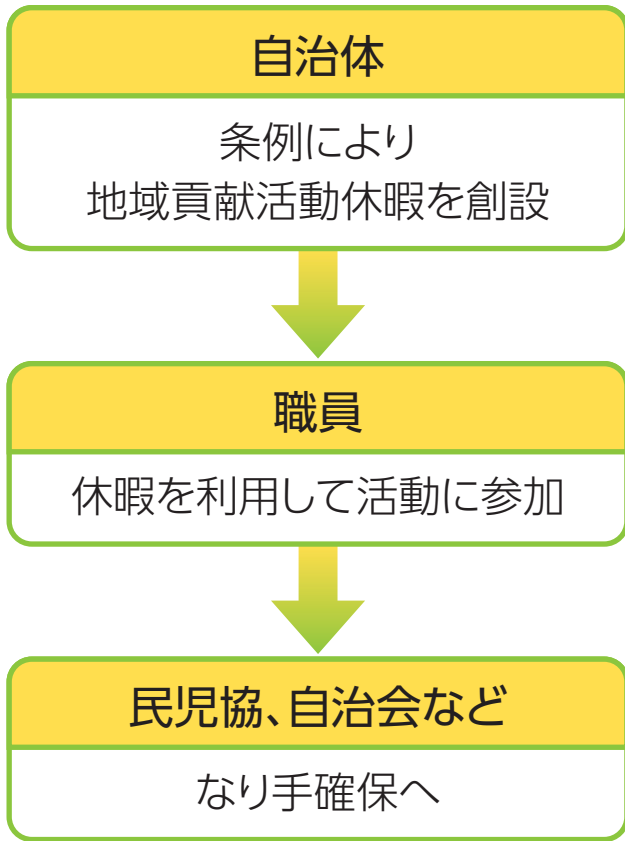 自治体
条例により
地域貢献活動休暇を創設
職員
休暇を利用して活動に参加
民児協、自治会など
なり手確保へ